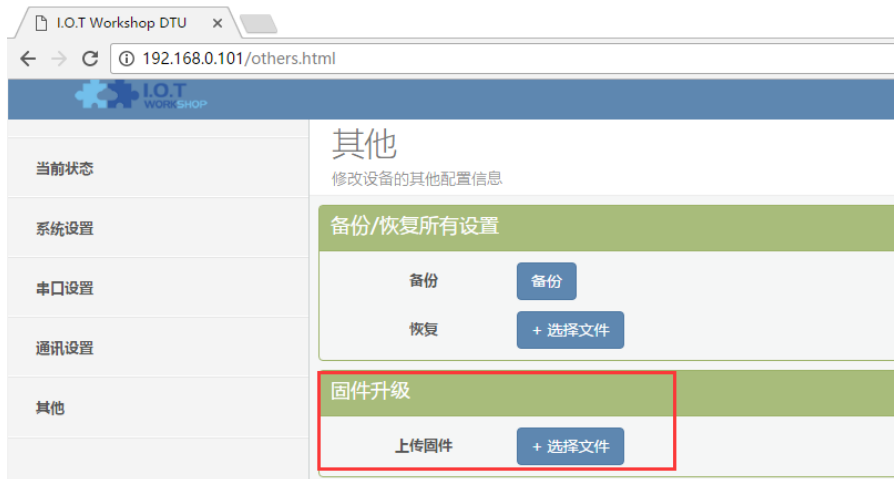 I.O.T Workshop DTU
192.168.0.101/others.html
I.O.T
WORKSHOP
当前状态
系统设置
串口设置
通讯设置
其他
其他
修改设备的其他配置信息
备份/恢复所有设置
备份 备份
恢复 + 选择文件
固件升级
上传固件 + 选择文件